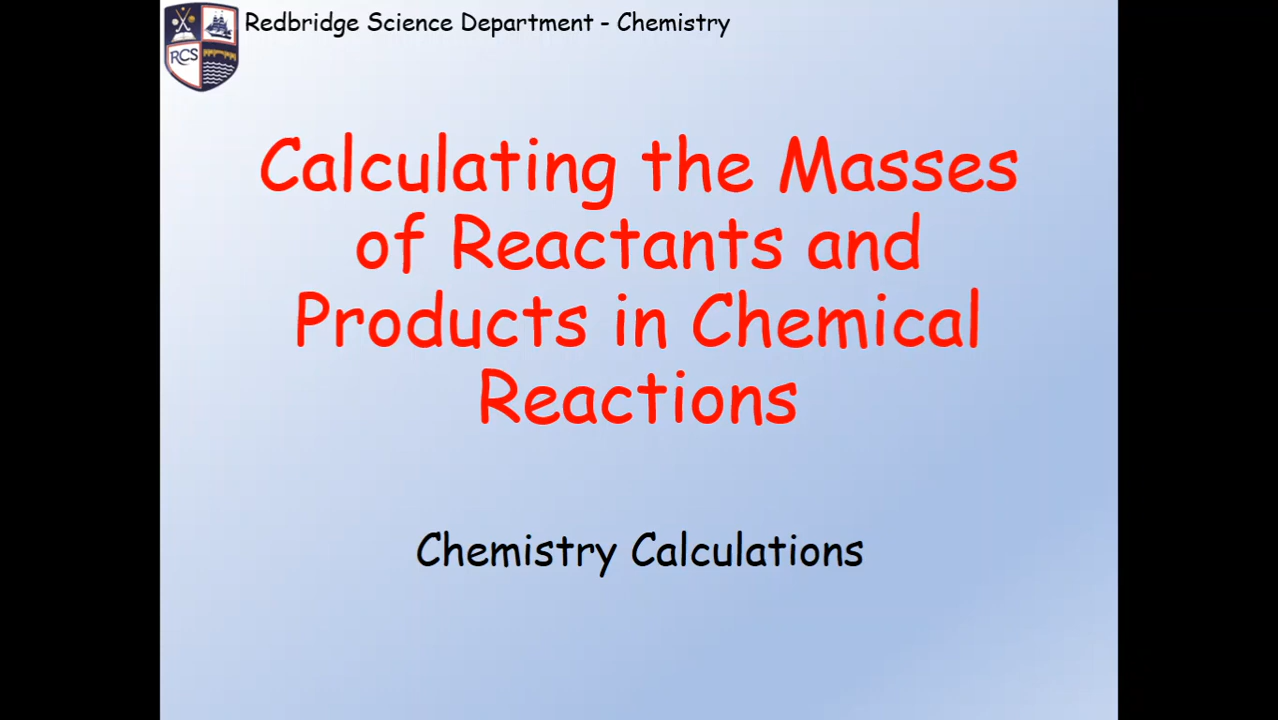 Redbridge Science Department - Chemistry
RCS
Calculating the Masses
of Reactants and
Products in Chemical
Reactions
Chemistry Calculations